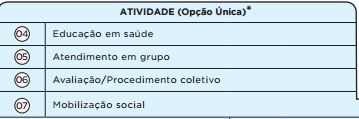 ATIVIDADE (Opção Única)*
04 Educação em saúde
05 Atendimento em grupo
06 Avaliação/Procedimento coletivo
07 Mobilização social